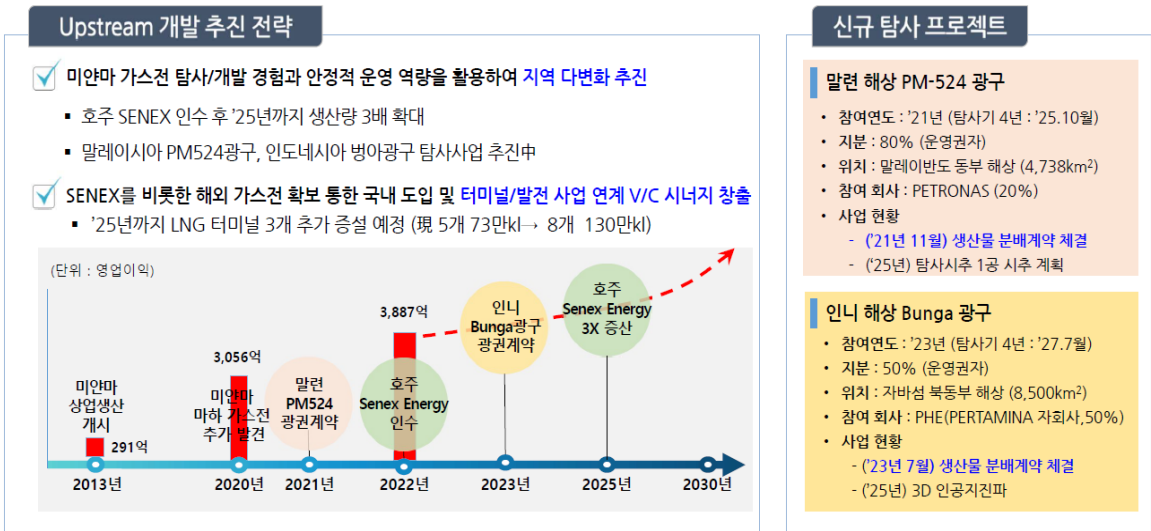 Upstream 개발 추진 전략
미얀마 가스전 탐사/개발 경험과 안정적 운영 역량을 활용하여 지역 다변화 추진
▪ 호주 SENEX 인수 후 ’25년까지 생산량 3배 확대
▪ 말레이시아 PM524광구, 인도네시아 벙아광구 탐사사업 추진中
SENEX를 비롯한 해외 가스전 확보 통한 국내 도입 및 터미널/발전 사업 연계 V/C 시너지 창출
▪ ’25년까지 LNG 터미널 3개 추가 증설 예정 (現 5개 73만kl→ 8개 130만kl)
(단위 : 영업이익)
미얀마
상업생산
개시
291억
2013년
3,056억
미얀마
마하 가스전
추가 발견
2020년
말련
PM524
광권계약
2021년
3,887억
호주
Senex Energy
인수
2022년
인니
Bunga광구
광권계약
2023년
호주
Senex Energy
3X 증산
2025년
2030년
신규 탐사 프로젝트
말련 해상 PM-524 광구
• 참여연도 : ’21년 (탐사기 4년 : ’25.10월)
• 지분 : 80% (운영권자)
• 위치 : 말레이반도 동부 해상 (4,738km²)
• 참여 회사 : PETRONAS (20%)
• 사업 현황
- (’21년 11월) 생산물 분배계약 체결
- (‘25년) 탐사시추 1공 시추 계획
인니 해상 Bunga 광구
• 참여연도 : ’23년 (탐사기 4년 : ’27.7월)
• 지분 : 50% (운영권자)
• 위치 : 자바섬 북동부 해상 (8,500km²)
• 참여 회사 : PHE(PERTAMINA 자회사,50%)
• 사업 현황
- (’23년 7월) 생산물 분배계약 체결
- (’25년) 3D 인공지진파